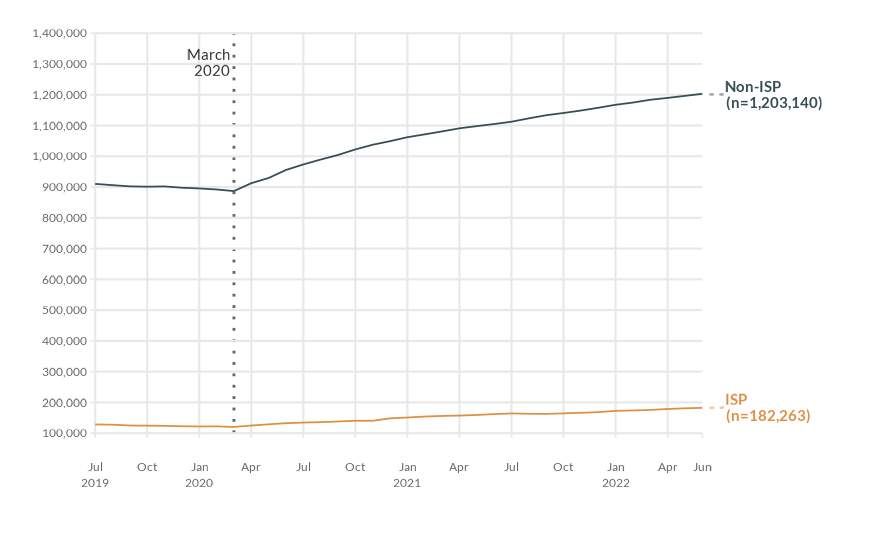 1,400,000
1,300,000
1,200,000
1,100,000
1,000,000
900,000
800,000
700,000
600,000
500,000
400,000
300,000
200,000
100,000
March
2020
Non-ISP
(n=1,203,140)
ISP
(n=182,263)
Jul Oct Jan Apr Jul Oct Jan Apr Jul Oct Jan Apr Jun
2019 2020 2021 2022